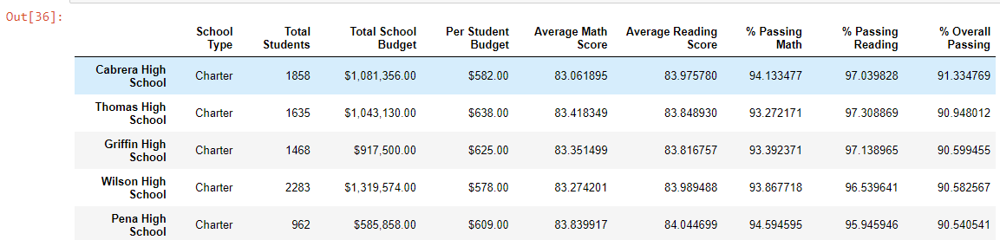 Out[36]:
School Type Total Students Total School Budget Per Student Budget Average Math Score Average Reading Score % Passing Math % Passing Reading % Overall Passing
Cabrera High School Charter 1858 $1,081,356.00 $582.00 83.061895 83.975780 94.133477 97.039828 91.334769
Thomas High School Charter 1635 $1,043,130.00 $638.00 83.418349 83.848930 93.272171 97.308869 90.948012
Griffin High School Charter 1468 $917,500.00 $625.00 83.351499 83.816757 93.392371 97.138965 90.599455
Wilson High School Charter 2283 $1,319,574.00 $578.00 83.274201 83.989488 93.867718 96.539641 90.582567
Pena High School Charter 962 $585,858.00 $609.00 83.839917 84.044699 94.594595 95.945946 90.540541